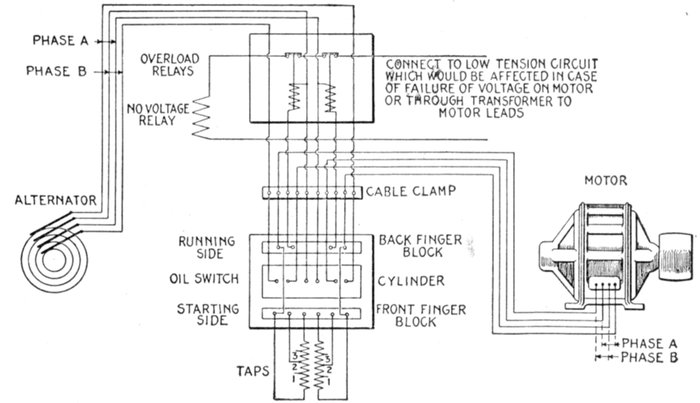 PHASE A
PHASE B
OVERLOAD
RELAYS
NO VOLTAGE
RELAY
CONNECT TO LOW TENSION CIRCUIT
WHICH WOULD BE AFFECTED IN CASE
OF FAILURE OF VOLTAGE ON MOTOR
OR THROUGH TRANSFORMER TO
MOTOR LEADS
ALTERNATOR
CABLE CLAMP
MOTOR
RUNNING
SIDE
BACK FINGER
BLOCK
OIL SWITCH
CYLINDER
STARTING
SIDE
FRONT FINGER
BLOCK
TAPS
3
2
1
3
2
1
PHASE A
PHASE B